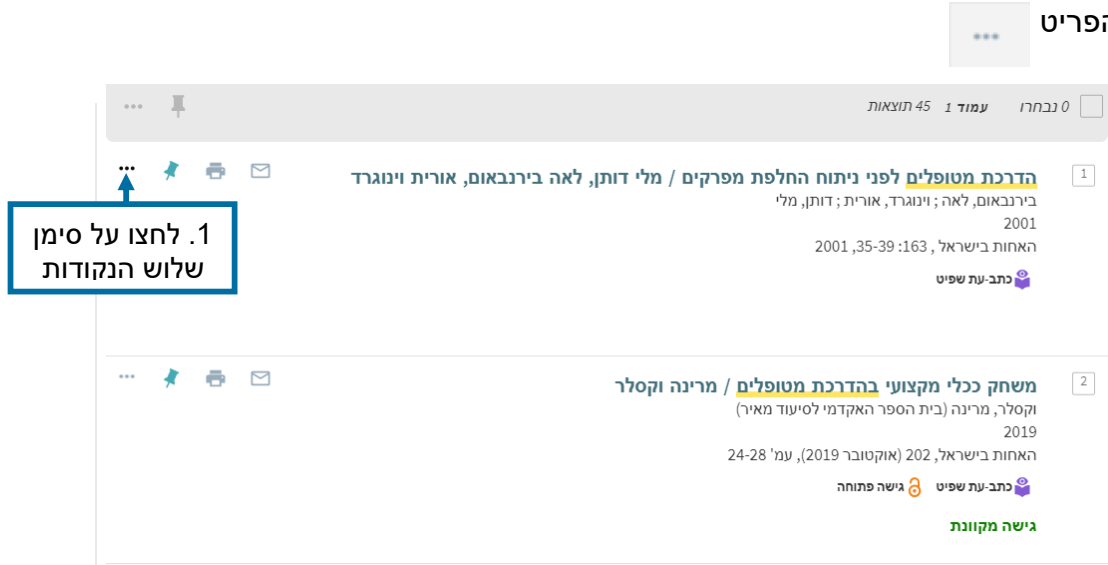 הפריט
0 נבחרו עמוד 1 45 תוצאות
1
הדרכת מטופלים לפני ניתוח החלפת מפרקים / מלי דותן, לאה בירנבאום, אורית וינוגרד
בירנבאום, לאה ; וינוגרד, אורית ; דותן, מלי
2001
האחות בישראל , 163: 35-39, 2001
כתב-עת שפיט
1. לחצו על סימן
שלוש הנקודות
2
משחק ככלי מקצועי בהדרכת מטופלים / מרינה וקסלר
וקסלר, מרינה (בית הספר האקדמי לסיעוד מאיר)
2019
האחות בישראל, 202 (אוקטובר 2019), עמ' 24-28
כתב-עת שפיט גישה פתוחה
גישה מקוונת